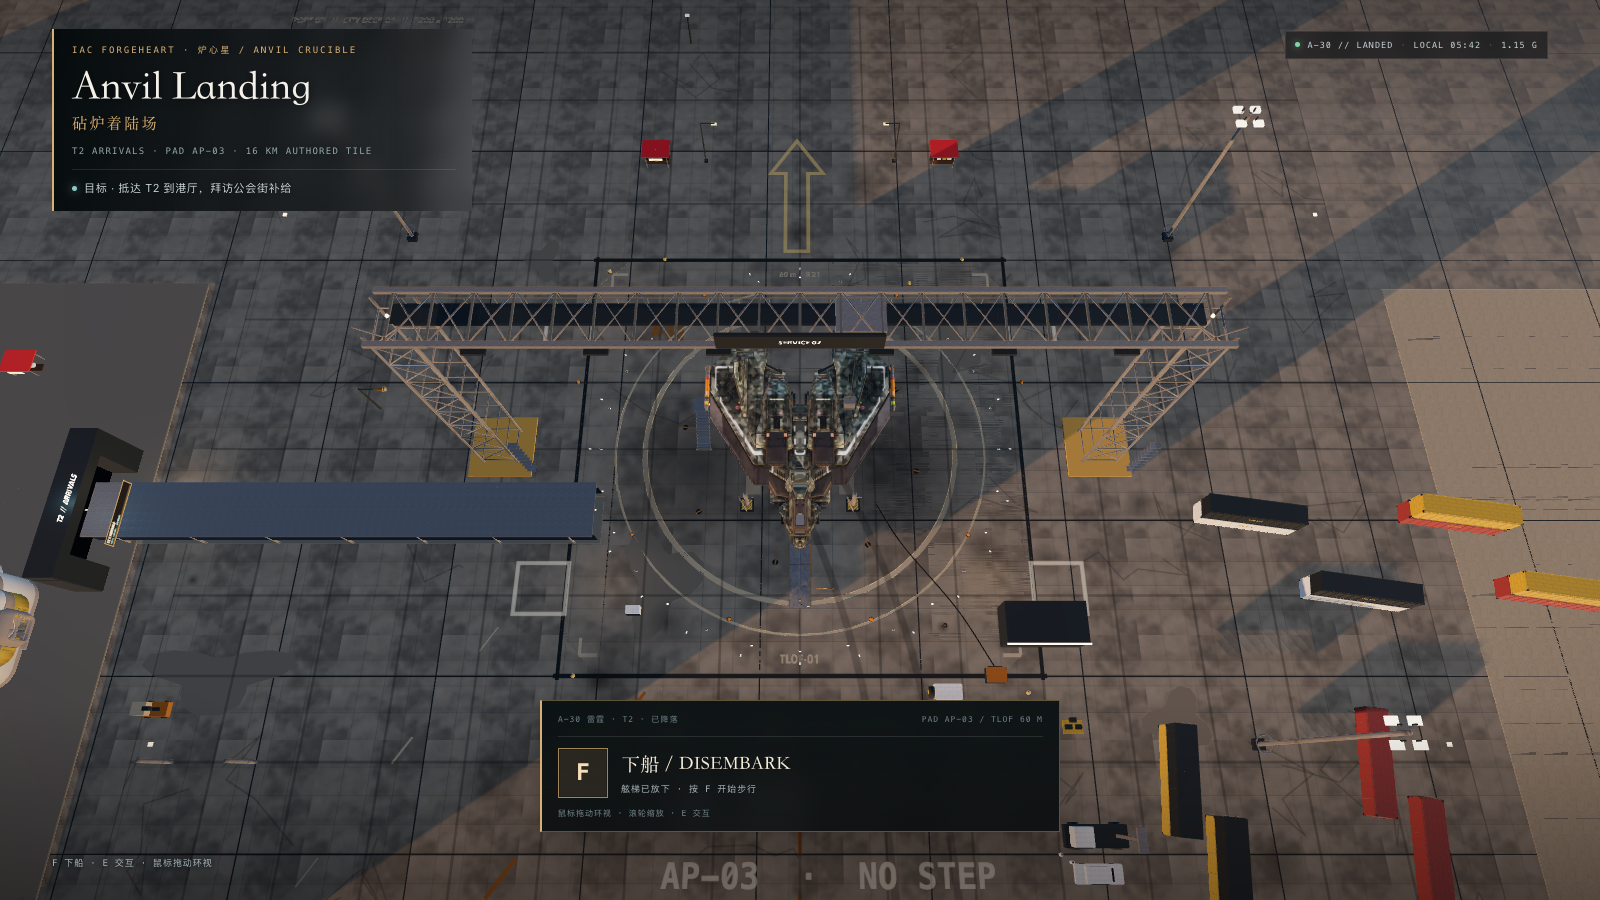 IAC FORGEHEART · 炉心星 / ANVIL CRUCIBLE
Anvil Landing
砧炉着陆场
T2 ARRIVALS · PAD AP-03 · 16 KM AUTHORED TILE
目标 · 抵达 T2 到港厅，拜访公会街补给
A-30 // LANDED · LOCAL 05:42 · 1.15 G
T2 // ARRIVALS
TLOF-01
A-30 雷霆 · T2 · 已降落
PAD AP-03 / TLOF 60 M
F
下船 / DISEMBARK
舷梯已放下 · 按 F 开始步行
鼠标拖动环视 · 滚轮缩放 · E 交互
F 下船 · E 交互 · 鼠标拖动环视
AP-03 · NO STEP